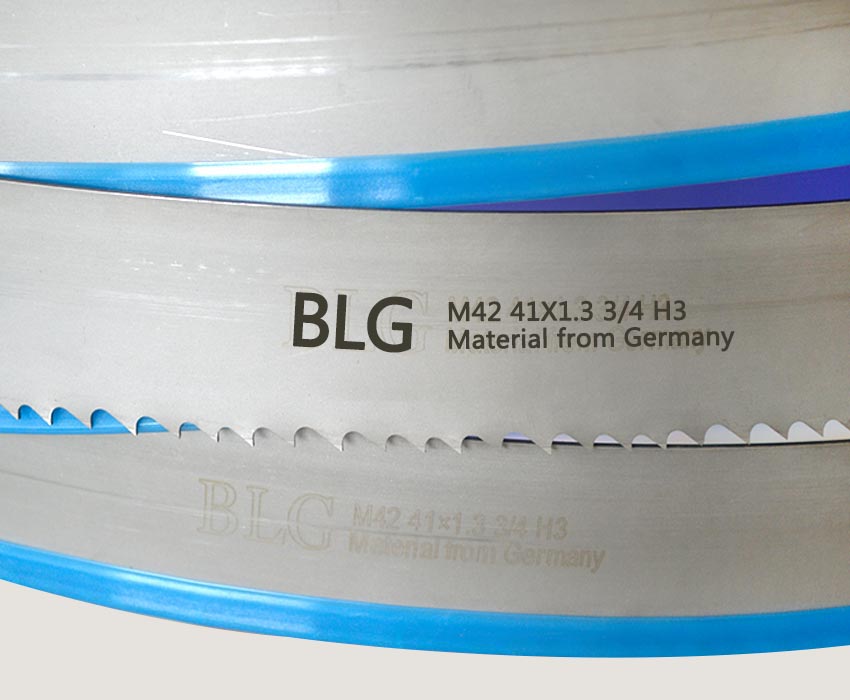 BLG
M42 41X1.3 3/4 H3
Material from Germany
BLG
M42 41×1.3 3/4 H3
Material from Germany